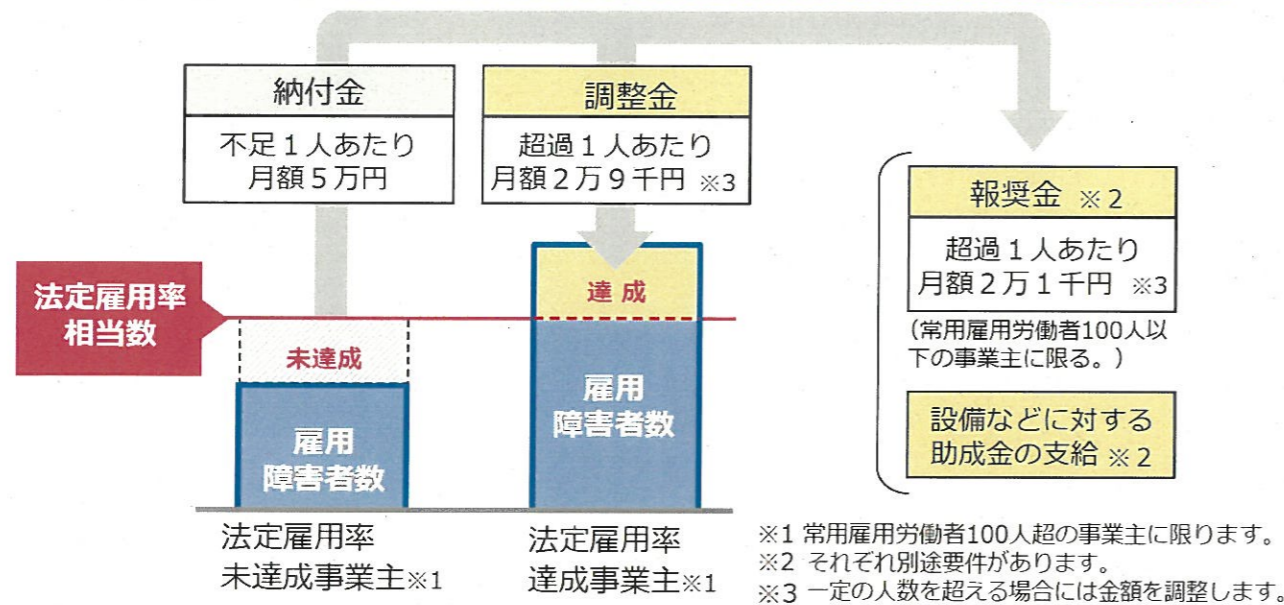 納付金
不足１人あたり
月額５万円
調整金
超過１人あたり
月額２万９千円 ※3
報奨金 ※２
超過１人あたり
月額２万１千円 ※3
（常用雇用労働者100人以
下の事業主に限る。）
設備などに対する
助成金の支給 ※２
法定雇用率
相当数
未達成
雇用
障害者数
達 成
雇用
障害者数
法定雇用率
未達成事業主※1
法定雇用率
達成事業主※1
※1 常用雇用労働者100人超の事業主に限ります。
※2 それぞれ別途要件があります。
※3 一定の人数を超える場合には金額を調整します。